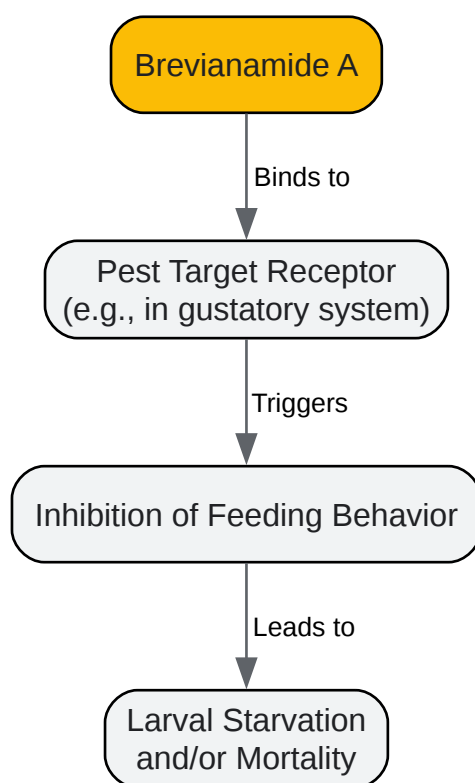 Brevianamide A
Binds to
Pest Target Receptor
(e.g., in gustatory system)
Triggers
Inhibition of Feeding Behavior
Leads to
Larval Starvation
and/or Mortality